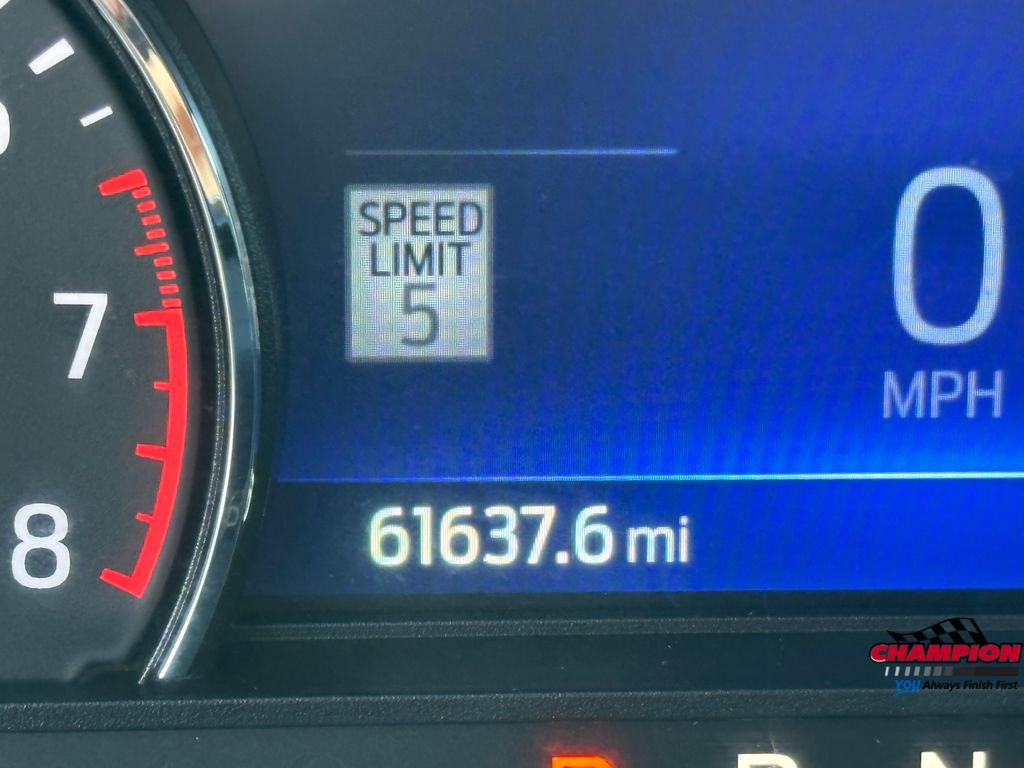 SPEED
LIMIT
5
0
MPH
7
8
61637.6 mi
CHAMPION
YOU Always Finish First
R N